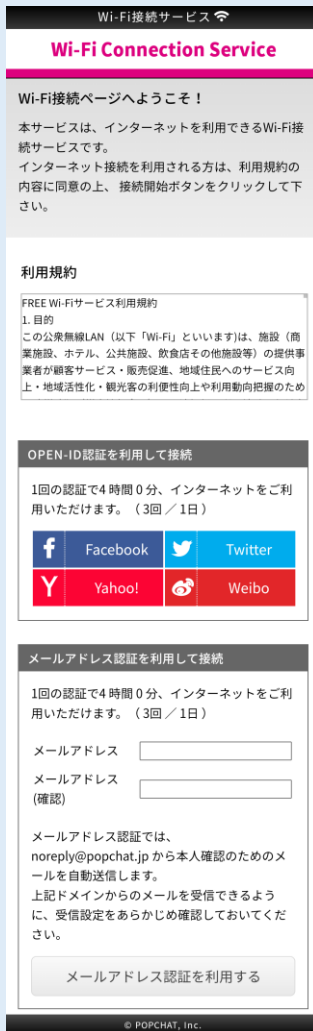 Wi-Fi接続サービス
Wi-Fi Connection Service
Wi-Fi接続ページへようこそ！
本サービスは、インターネットを利用できるWi-Fi接
続サービスです。
インターネット接続を利用される方は、利用規約の
内容に同意の上、 接続開始ボタンをクリックして下
さい。
利用規約
FREE Wi-Fiサービス利用規約
1. 目的
この公衆無線LAN（以下「Wi-Fi」といいます)は、施設（商
業施設、ホテル、公共施設、飲食店その他施設等）の提供事
業者が顧客サービス・販売促進、地域住民へのサービス向
上・地域活性化・観光客の利便性向上や利用動向把握のため
OPEN-ID認証を利用して接続
1回の認証で4 時間 0 分、インターネットをご利
用いただけます。（ 3回 ／ 1日 ）
f Facebook Twitter
Y Yahoo! Weibo
メールアドレス認証を利用して接続
1回の認証で4 時間 0 分、インターネットをご利
用いただけます。（ 3回 ／ 1日 ）
メールアドレス
メールアドレス
(確認)
メールアドレス認証では、
noreply@popchat.jp から本人確認のためのメ
ールを自動送信します。
上記ドメインからのメールを受信できるよう
に、受信設定をあらかじめ確認しておいてくだ
さい。
メールアドレス認証を利用する
© POPCHAT, Inc.